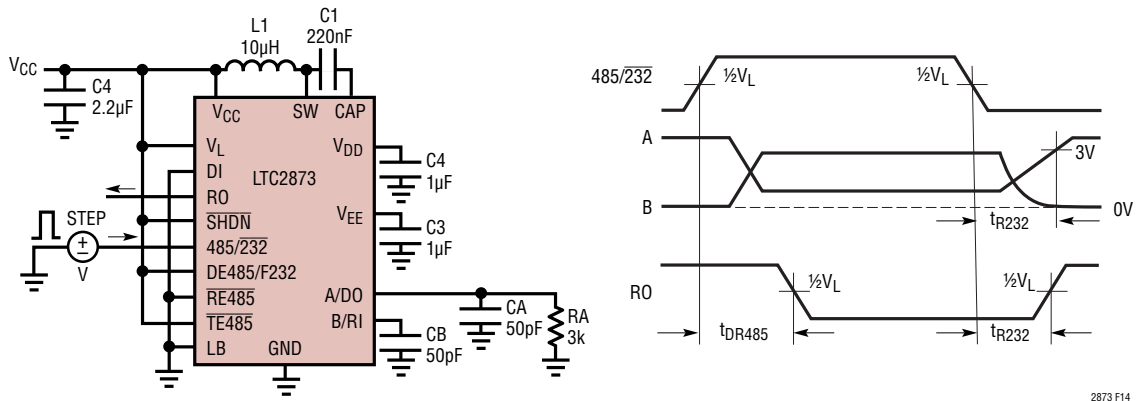 L1
10µH
C1
220nF
VCC
C4
2.2µF
VCC
SW
CAP
VL
DI
RO
SHDN
485/232
DE485/F232
RE485
TE485
LB
GND
LTC2873
VDD
VEE
A/DO
B/RI
C4
1µF
C3
1µF
STEP
+
–
V
CA
50pF
CB
50pF
RA
3k
485/232
½VL
½VL
A
B
3V
0V
tR232
RO
½VL
½VL
tDR485
tR232
2873 F14